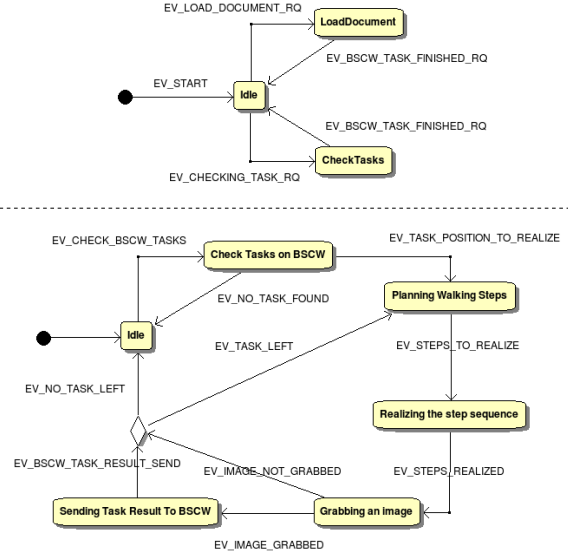 EV_LOAD_DOCUMENT_RQ
LoadDocument
EV_BSCW_TASK_FINISHED_RQ
EV_START
Idle
EV_BSCW_TASK_FINISHED_RQ
CheckTasks
EV_CHECKING_TASK_RQ
EV_CHECK_BSCW_TASKS
EV_TASK_POSITION_TO_REALIZE
Check Tasks on BSCW
EV_NO_TASK_FOUND
Planning Walking Steps
Idle
EV_TASK_LEFT
EV_STEPS_TO_REALIZE
EV_NO_TASK_LEFT
Realizing the step sequence
EV_BSCW_TASK_RESULT_SEND
EV_IMAGE_NOT_GRABBED
EV_STEPS_REALIZED
Sending Task Result To BSCW
Grabbing an image
EV_IMAGE_GRABBED